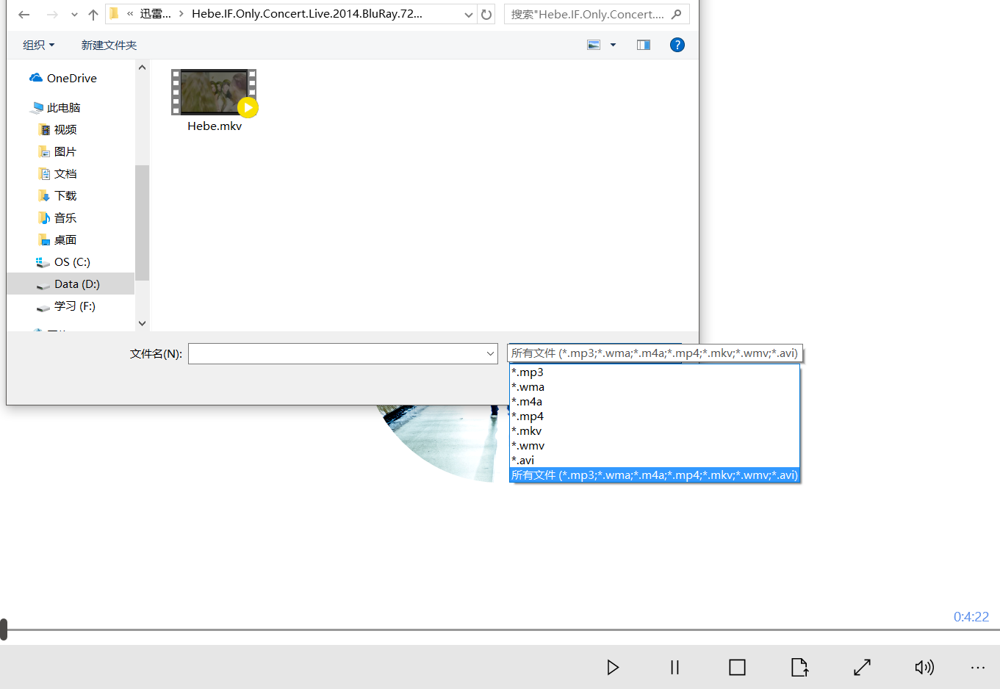 « 迅雷... > Hebe.IF.Only.Concert.Live.2014.BluRay.72...
搜索"Hebe.IF.Only.Concert....
组织
新建文件夹
?
OneDrive
此电脑
视频
图片
文档
下载
音乐
桌面
OS (C:)
Data (D:)
学习 (F:)
Hebe.mkv
文件名(N):
所有文件 (*.mp3;*.wma;*.m4a;*.mp4;*.mkv;*.wmv;*.avi)
*.mp3
*.wma
*.m4a
*.mp4
*.mkv
*.wmv
*.avi
所有文件 (*.mp3;*.wma;*.m4a;*.mp4;*.mkv;*.wmv;*.avi)
0:4:22